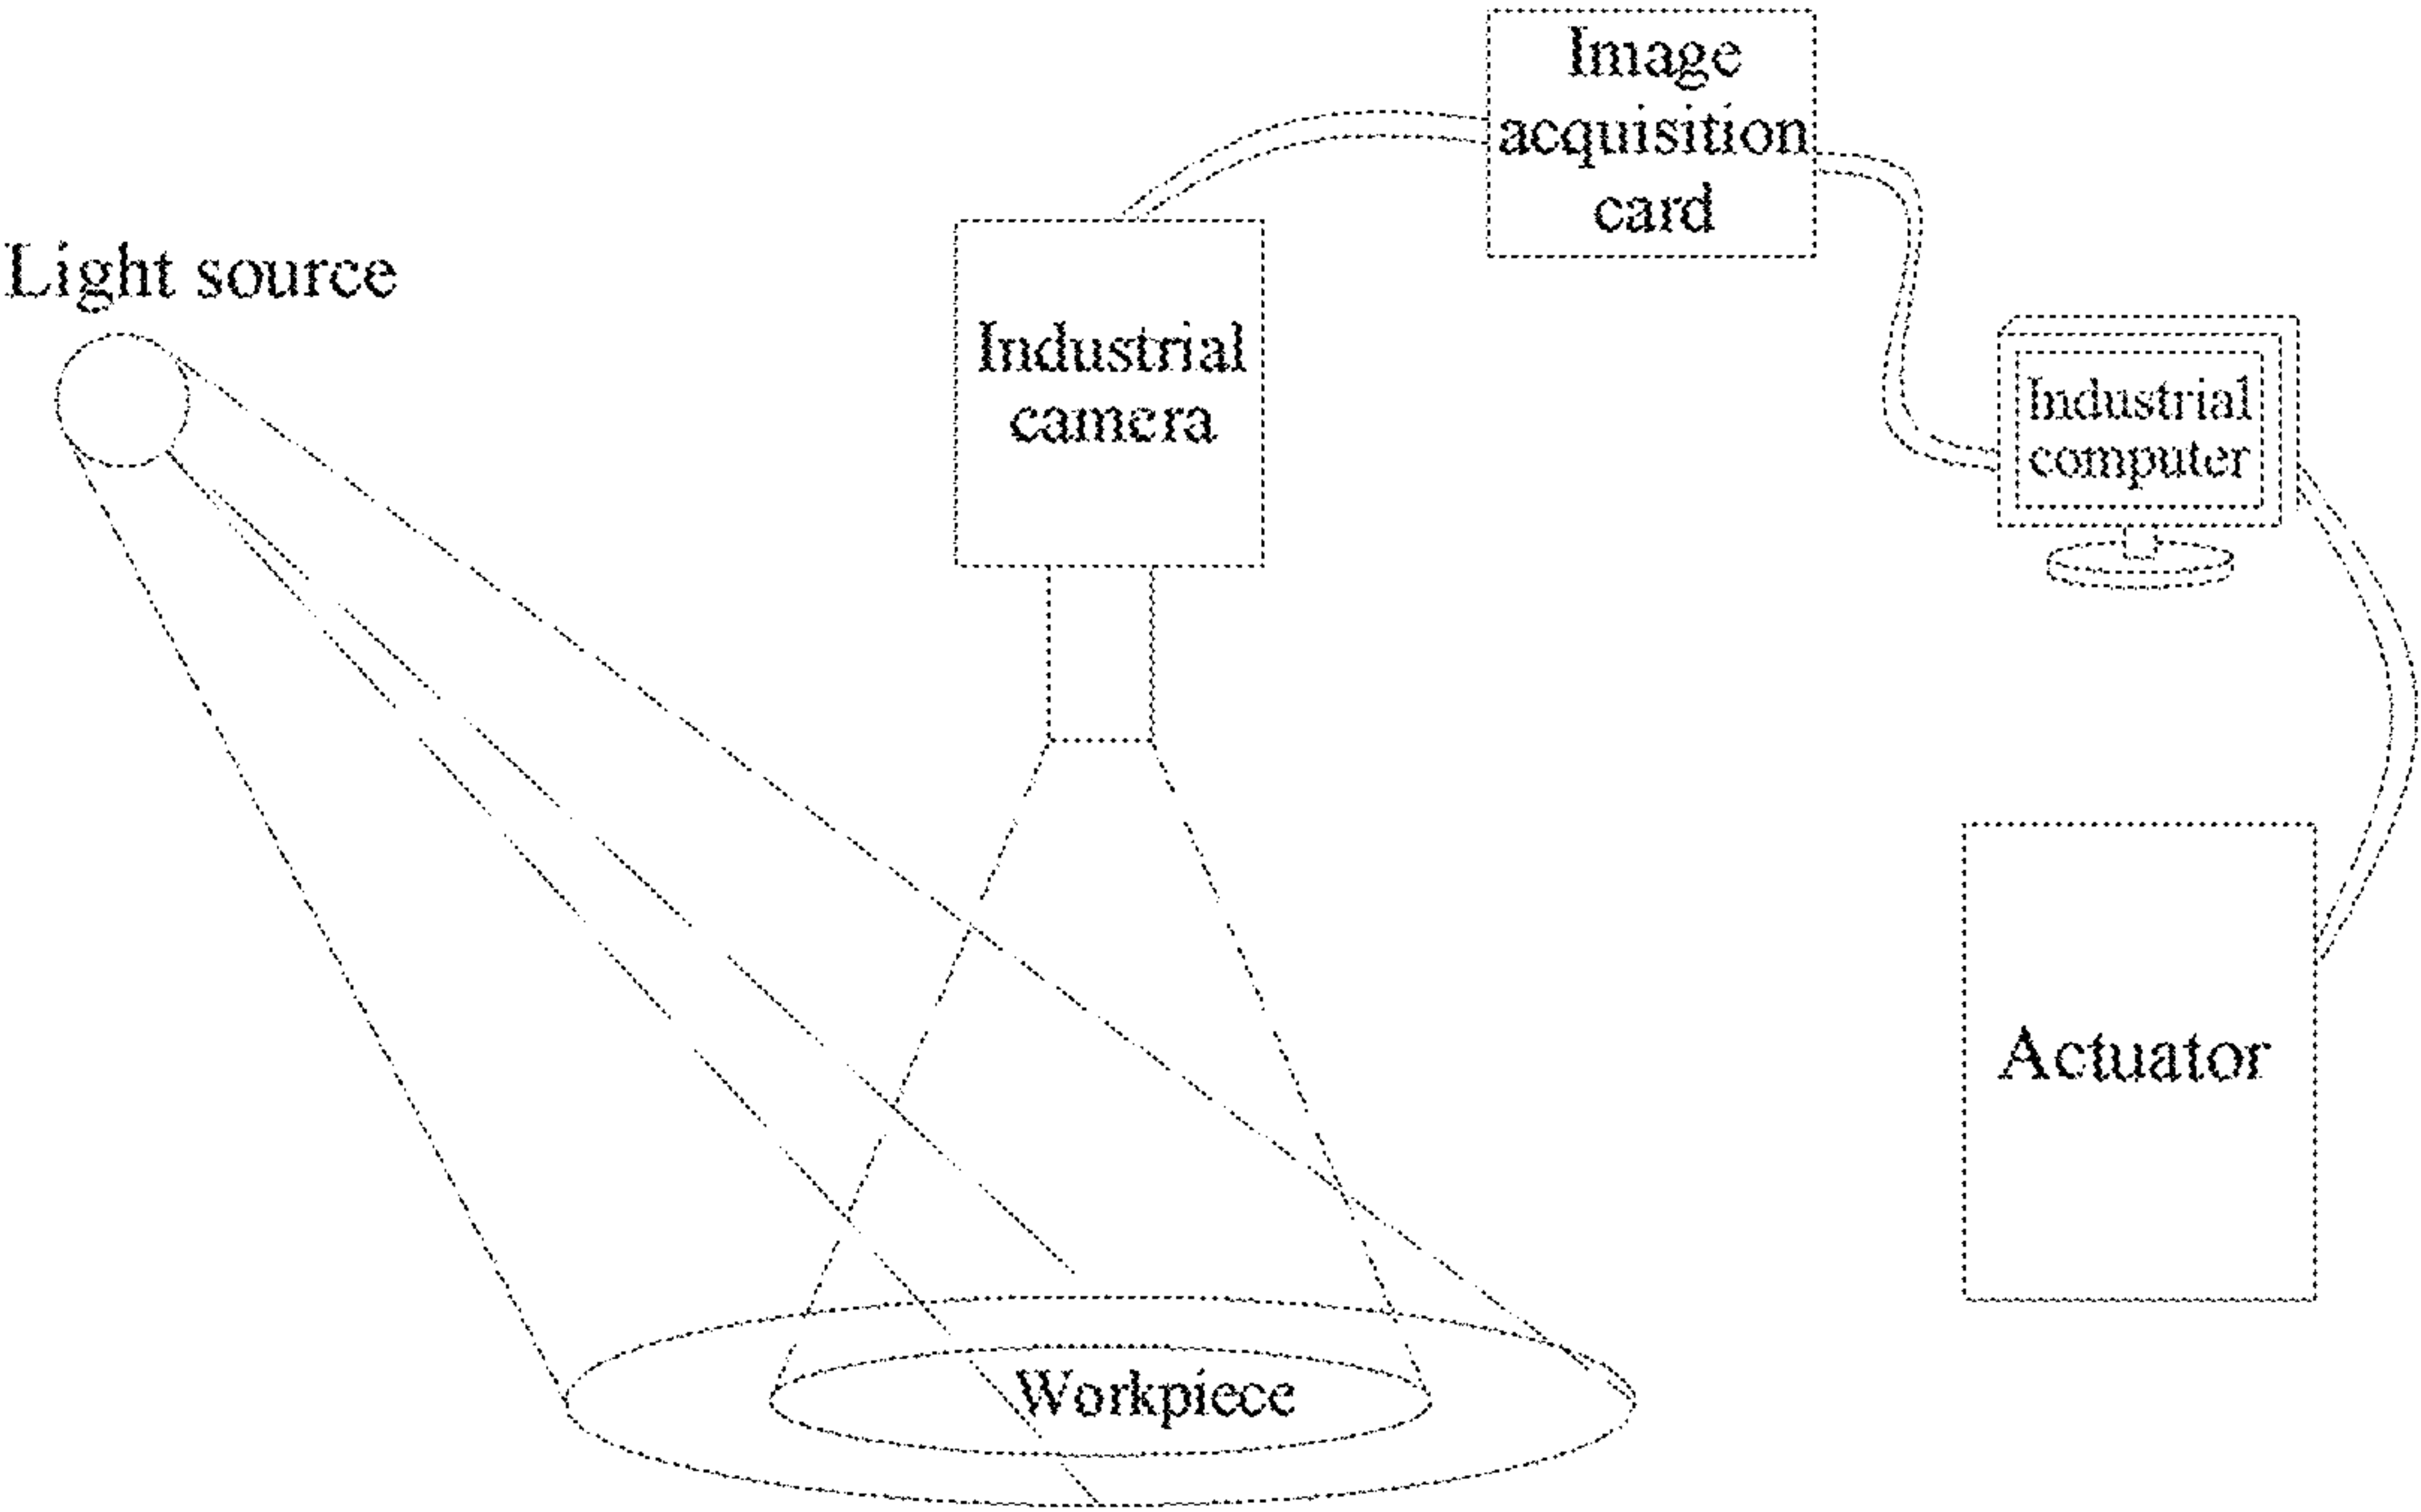 Image
acquisition
card
Light source
Industrial
camera
Industrial
computer
Actuator
Workpiece